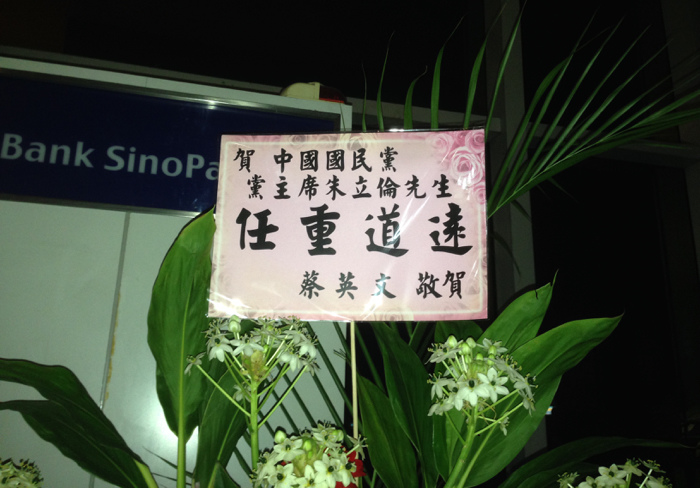 Bank SinoPa
賀 中國國民黨
黨主席朱立倫先生
任重道遠
蔡英文 敬賀